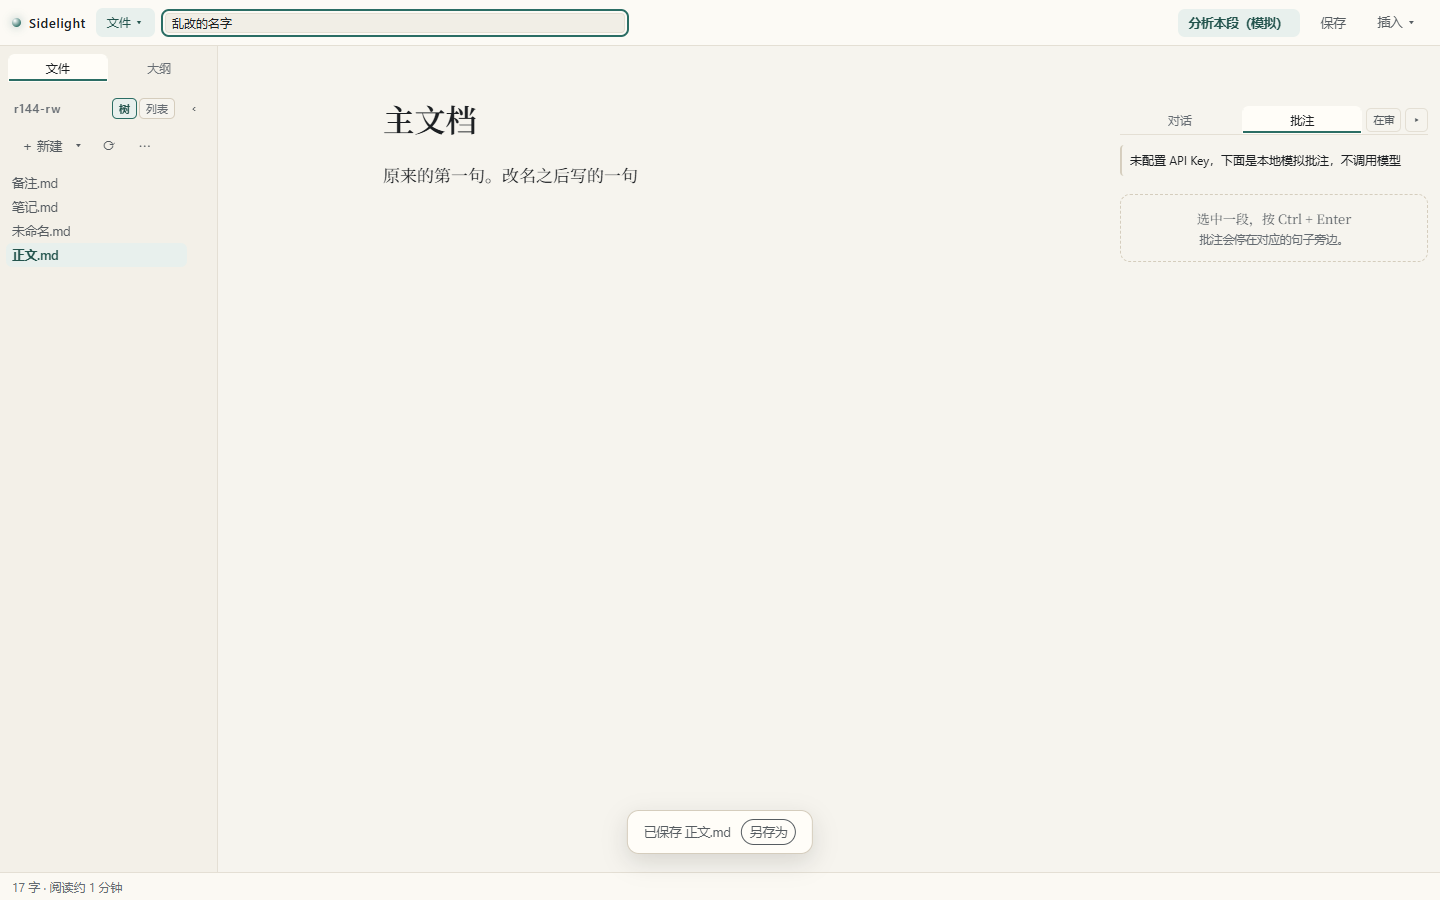 Sidelight 文件 ▾ 乱改的名字 分析本段（模拟） 保存 插入 ▾
文件 大纲
r144-rw 树 列表 ‹
+ 新建 ▾ ⟳ ···
备注.md
笔记.md
未命名.md
正文.md
主文档
原来的第一句。改名之后写的一句
对话 批注 在审 ▸
未配置 API Key，下面是本地模拟批注，不调用模型
选中一段，按 Ctrl + Enter
批注会停在对应的句子旁边。
已保存 正文.md 另存为
17 字 · 阅读约 1 分钟